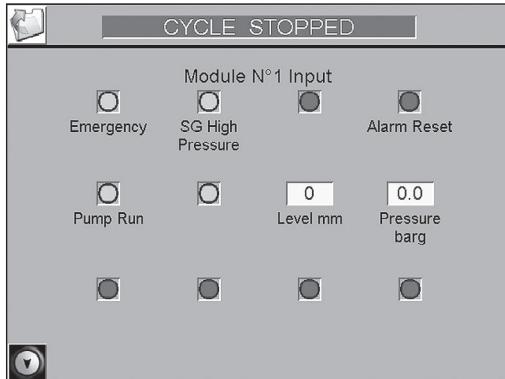 CYCLE STOPPED
Module N°1 Input
Emergency
SG High
Pressure
Alarm Reset
Pump Run
0
Level mm
0.0
Pressure
barg